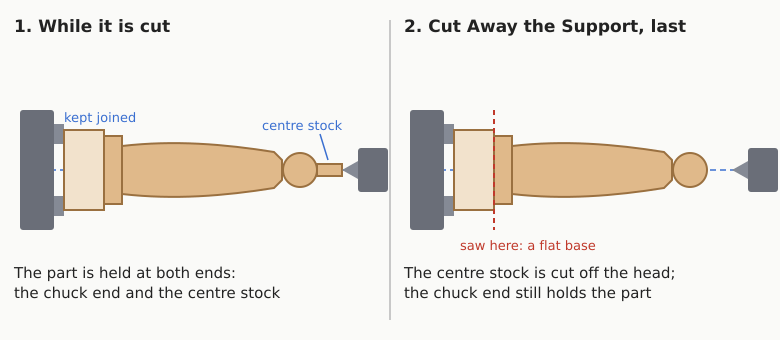 1. While it is cut
kept joined
centre stock
The part is held at both ends:
the chuck end and the centre stock
2. Cut Away the Support, last
saw here: a flat base
The centre stock is cut off the head;
the chuck end still holds the part